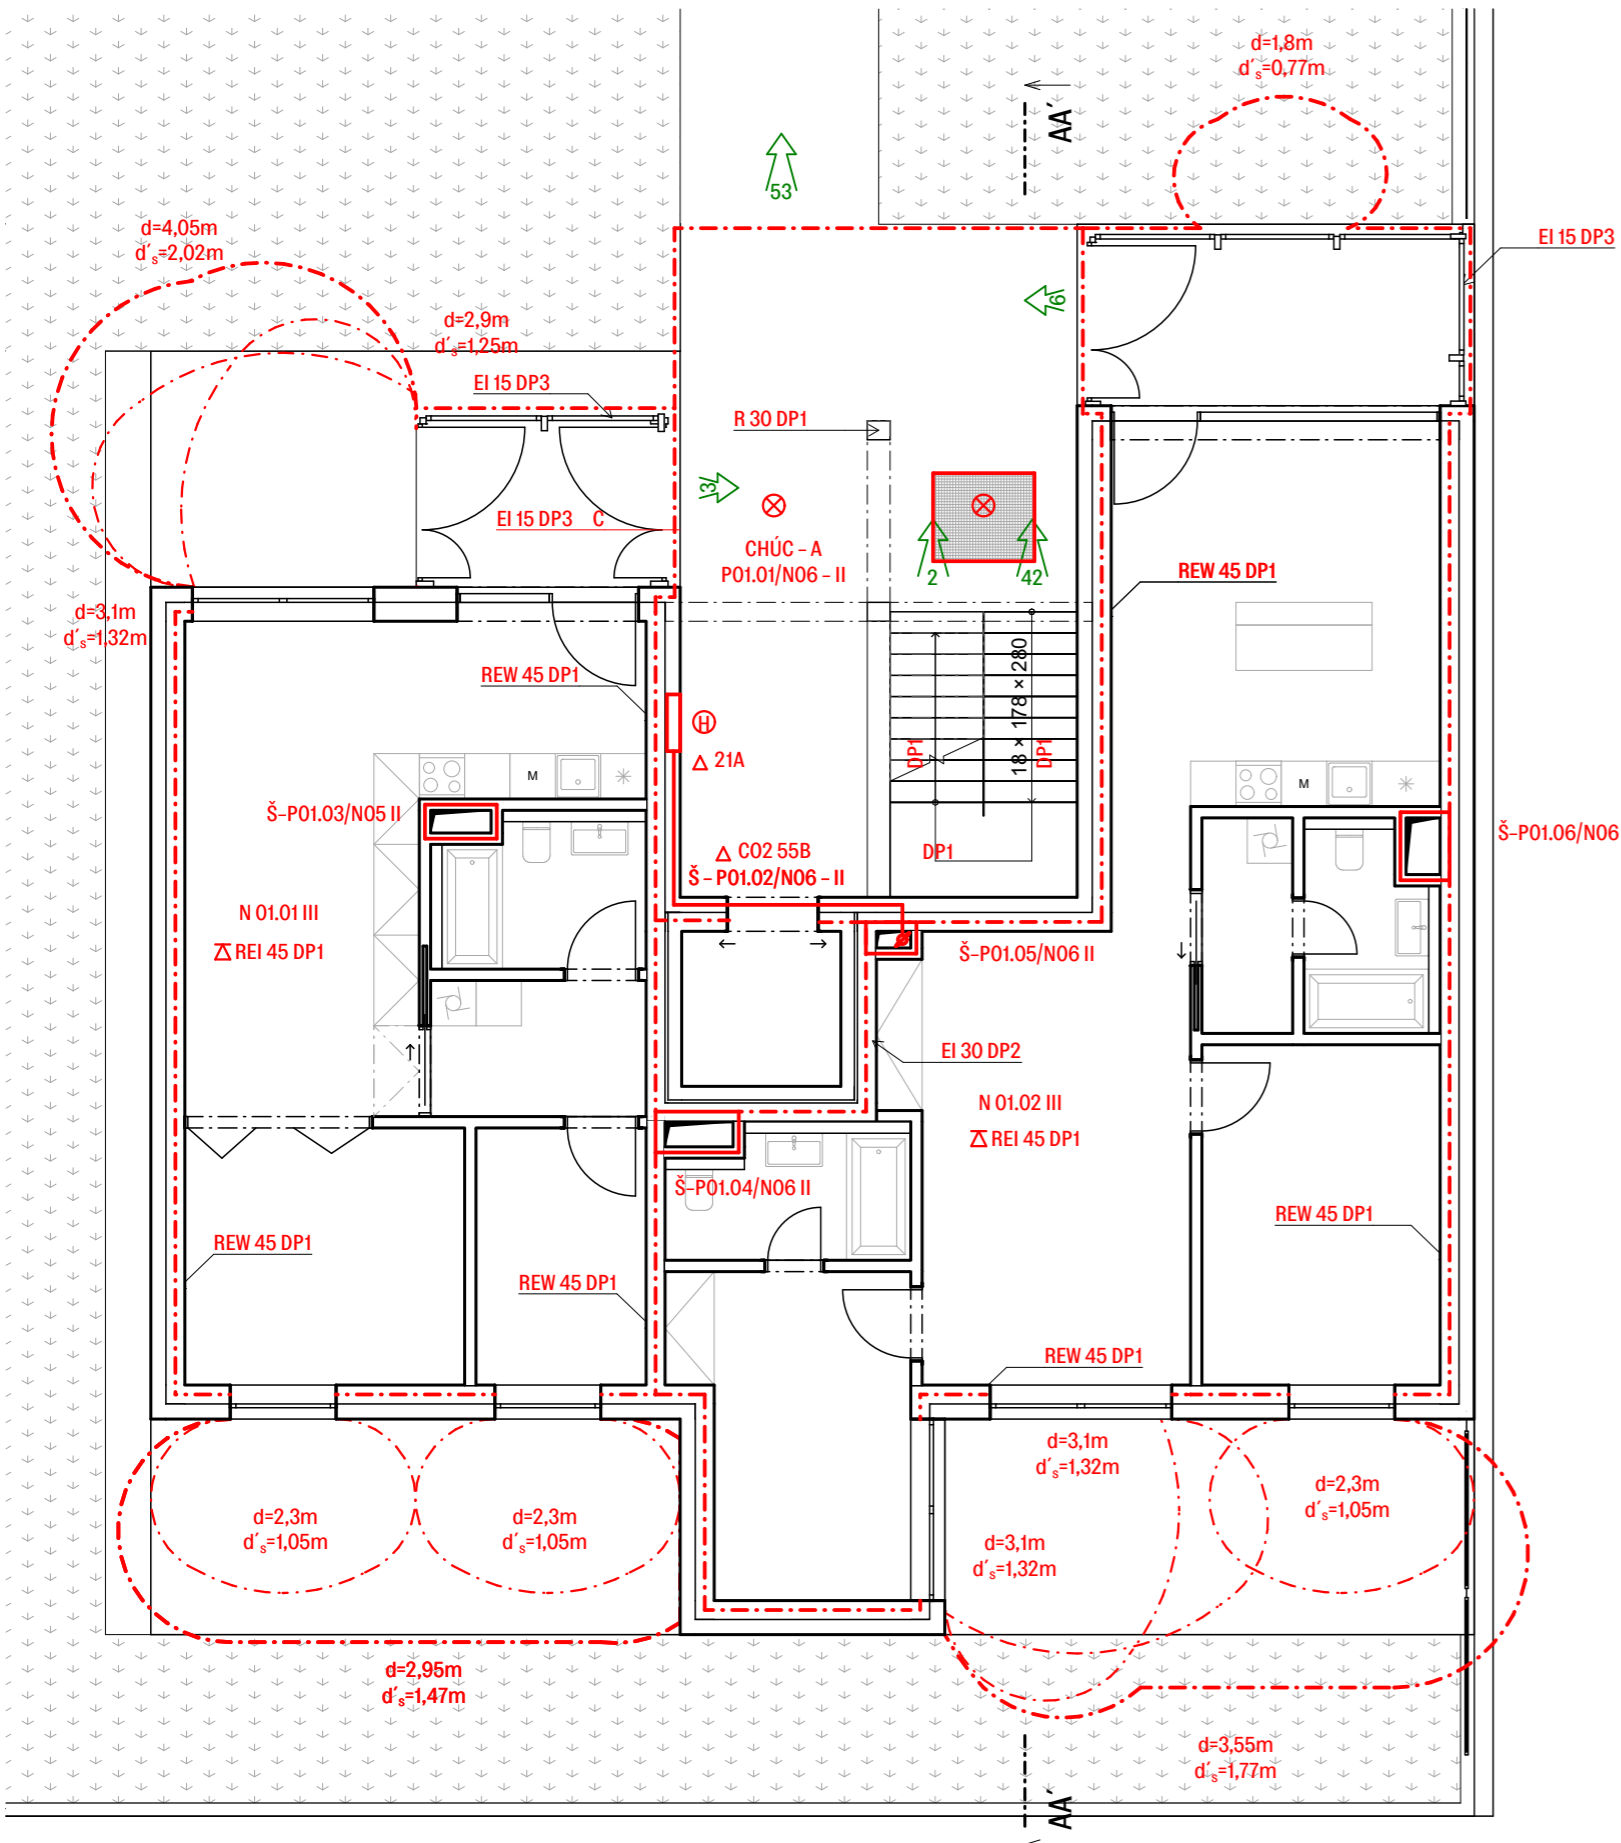 d=1,8m
d´s=0,77m
AA´
53
d=4,05m
d´s=2,02m
EI 15 DP3
6
d=2,9m
d´s=1,25m
EI 15 DP3
R 30 DP1
3
EI 15 DP3 C
CHÚC - A
P01.01/N06 - II
2
42
REW 45 DP1
d=3,1m
d´s=1,32m
REW 45 DP1
H
21A
18 × 178 × 280
DP1
DP1
M
M
Š-P01.03/N05 II
CO2 55B
Š - P01.02/N06 - II
DP1
Š-P01.06/N06
N 01.01 III
REI 45 DP1
Š-P01.05/N06 II
EI 30 DP2
N 01.02 III
REI 45 DP1
Š-P01.04/N06 II
REW 45 DP1
REW 45 DP1
REW 45 DP1
REW 45 DP1
d=3,1m
d´s=1,32m
d=2,3m
d´s=1,05m
d=2,3m
d´s=1,05m
d=2,3m
d´s=1,05m
d=3,1m
d´s=1,32m
d=2,95m
d´s=1,47m
d=3,55m
d´s=1,77m
AA´